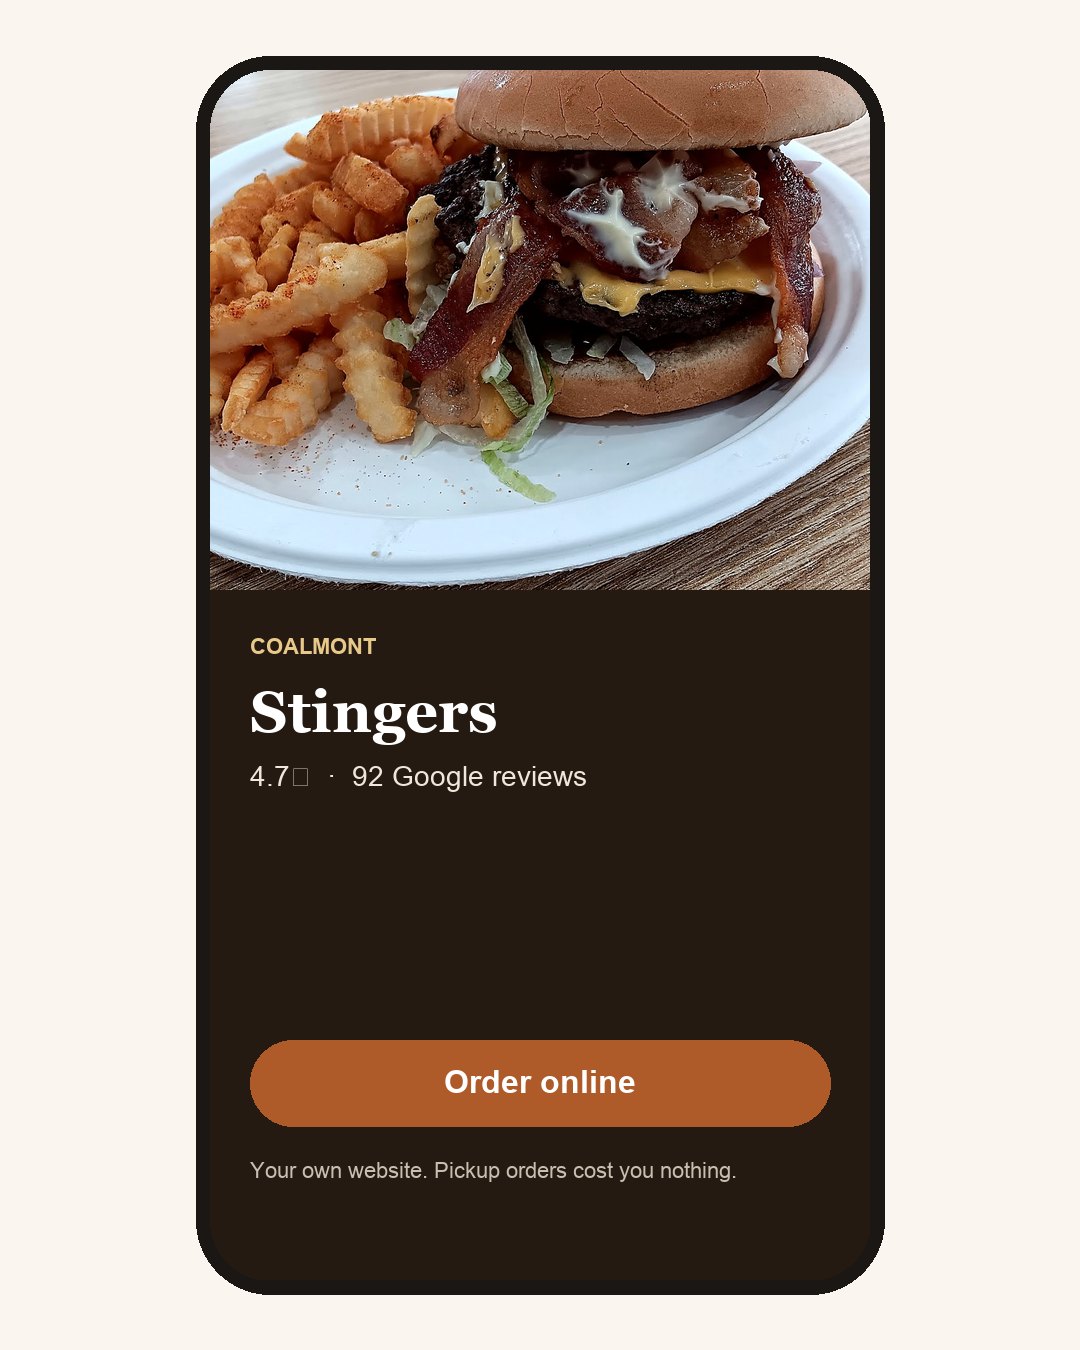 COALMONT
Stingers
4.7□ · 92 Google reviews
Order online
Your own website. Pickup orders cost you nothing.